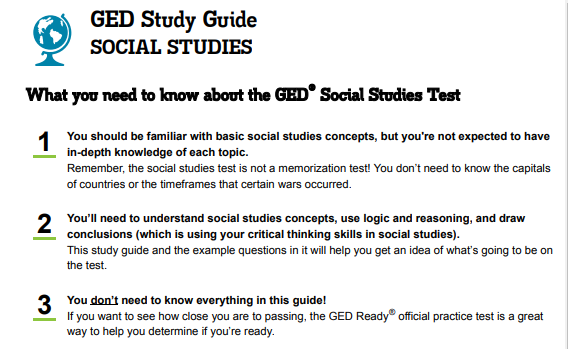 GED Study Guide
SOCIAL STUDIES
What you need to know about the GED® Social Studies Test
1
You should be familiar with basic social studies concepts, but you're not expected to have
in-depth knowledge of each topic.
Remember, the social studies test is not a memorization test! You don't need to know the capitals
of countries or the timeframes that certain wars occurred.
2
You'll need to understand social studies concepts, use logic and reasoning, and draw
conclusions (which is using your critical thinking skills in social studies).
This study guide and the example questions in it will help you get an idea of what's going to be on
the test.
3
You don't need to know everything in this guide!
If you want to see how close you are to passing, the GED Ready® official practice test is a great
way to help you determine if you're ready.